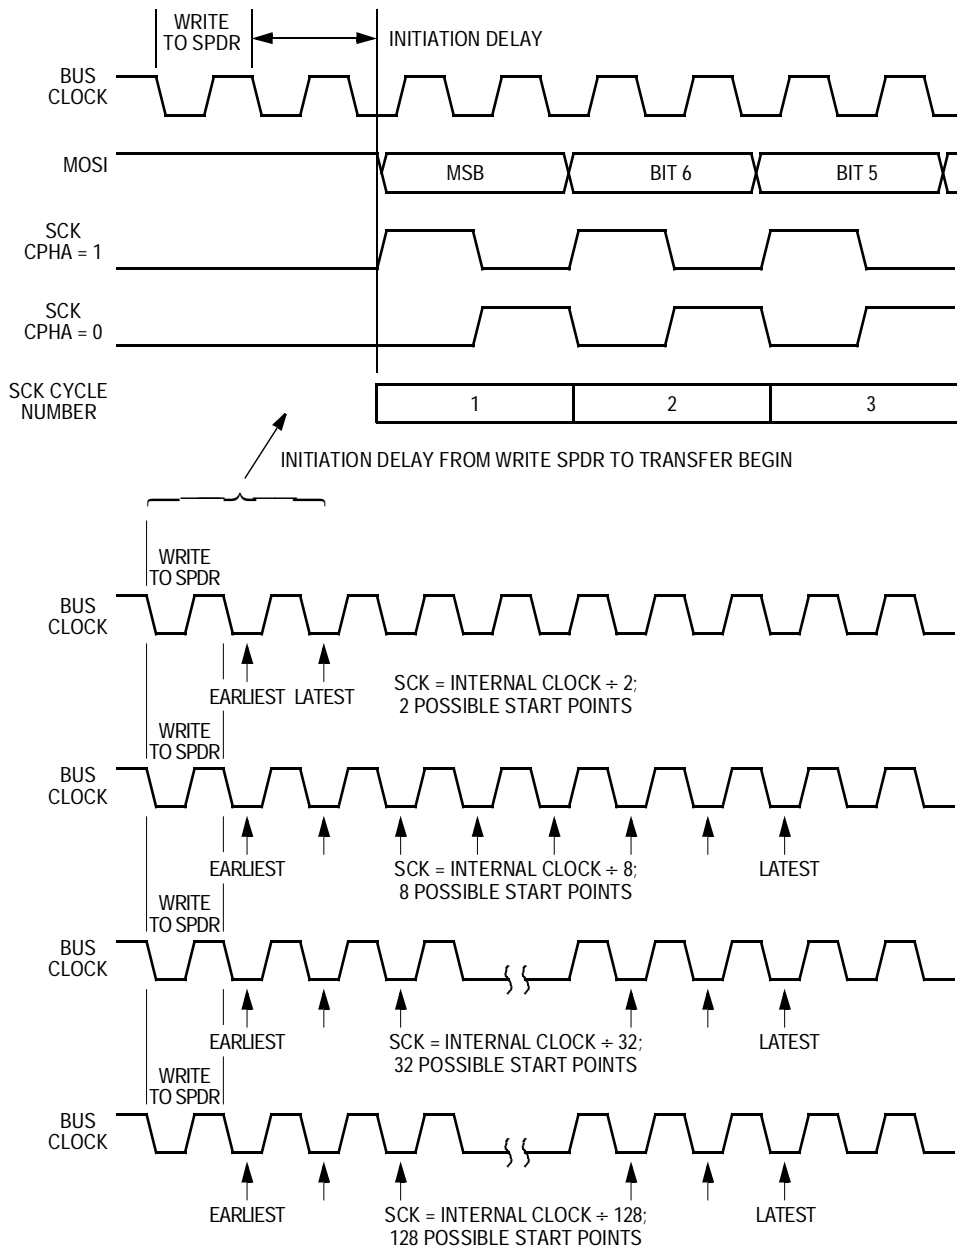 WRITE
TO SPDR
INITIATION DELAY
BUS
CLOCK
MOSI
MSB
BIT 6
BIT 5
SCK
CPHA = 1
SCK
CPHA = 0
SCK CYCLE
NUMBER
1
2
3
INITIATION DELAY FROM WRITE SPDR TO TRANSFER BEGIN
WRITE
TO SPDR
BUS
CLOCK
EARLIEST
LATEST
SCK = INTERNAL CLOCK ÷ 2;
2 POSSIBLE START POINTS
WRITE
TO SPDR
BUS
CLOCK
EARLIEST
SCK = INTERNAL CLOCK ÷ 8;
8 POSSIBLE START POINTS
LATEST
WRITE
TO SPDR
BUS
CLOCK
EARLIEST
SCK = INTERNAL CLOCK ÷ 32;
32 POSSIBLE START POINTS
LATEST
WRITE
TO SPDR
BUS
CLOCK
EARLIEST
SCK = INTERNAL CLOCK ÷ 128;
128 POSSIBLE START POINTS
LATEST